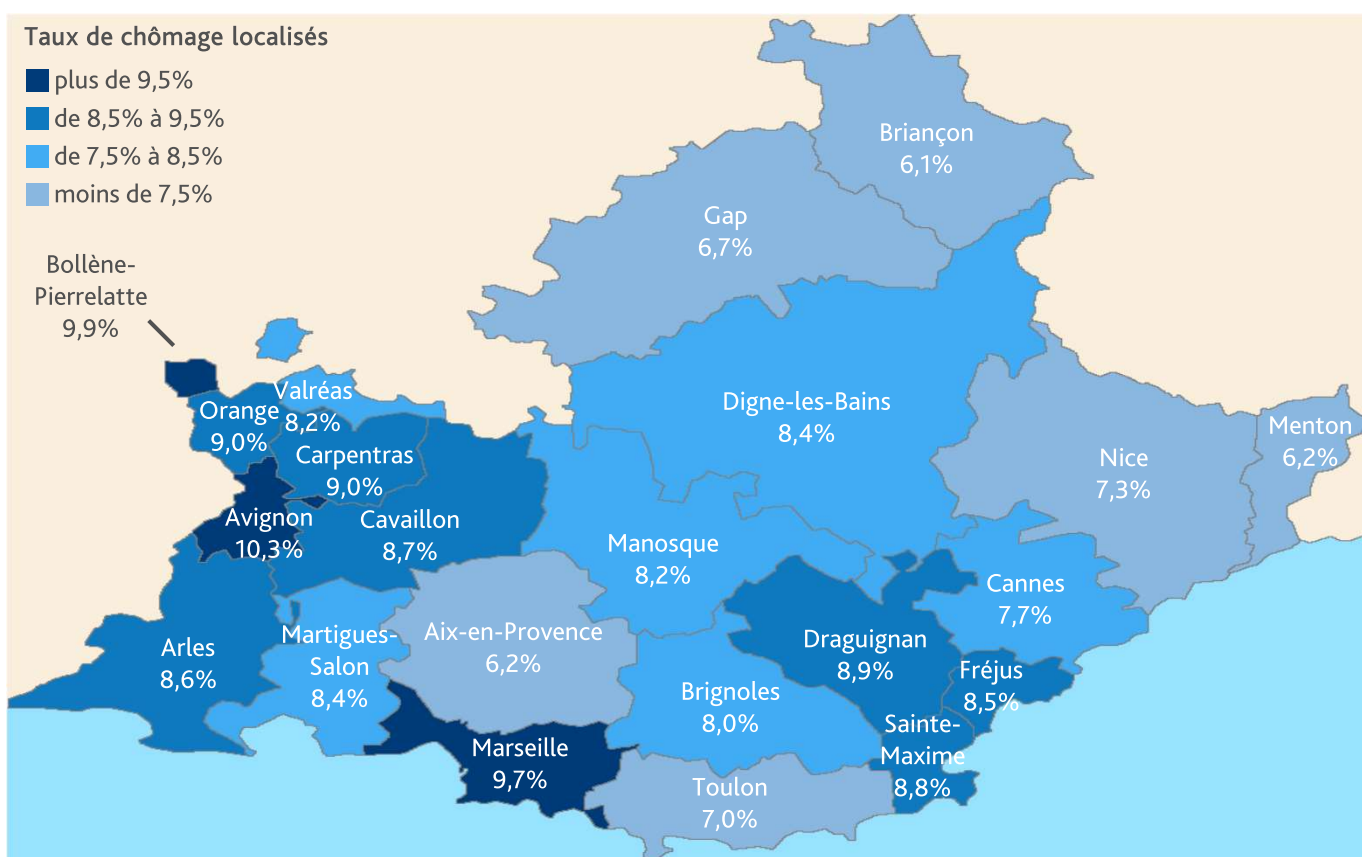 Taux de chômage localisés
plus de 9,5%
de 8,5% à 9,5%
de 7,5% à 8,5%
moins de 7,5%
Briançon
6,1%
Gap
6,7%
Bollène-
Pierrelatte
9,9%
Valréas
8,2%
Orange
9,0%
Carpentras
9,0%
Digne-les-Bains
8,4%
Menton
6,2%
Nice
7,3%
Avignon
10,3%
Cavaillon
8,7%
Manosque
8,2%
Cannes
7,7%
Arles
8,6%
Martigues-
Salon
8,4%
Aix-en-Provence
6,2%
Draguignan
8,9%
Fréjus
8,5%
Brignoles
8,0%
Sainte-
Maxime
8,8%
Marseille
9,7%
Toulon
7,0%